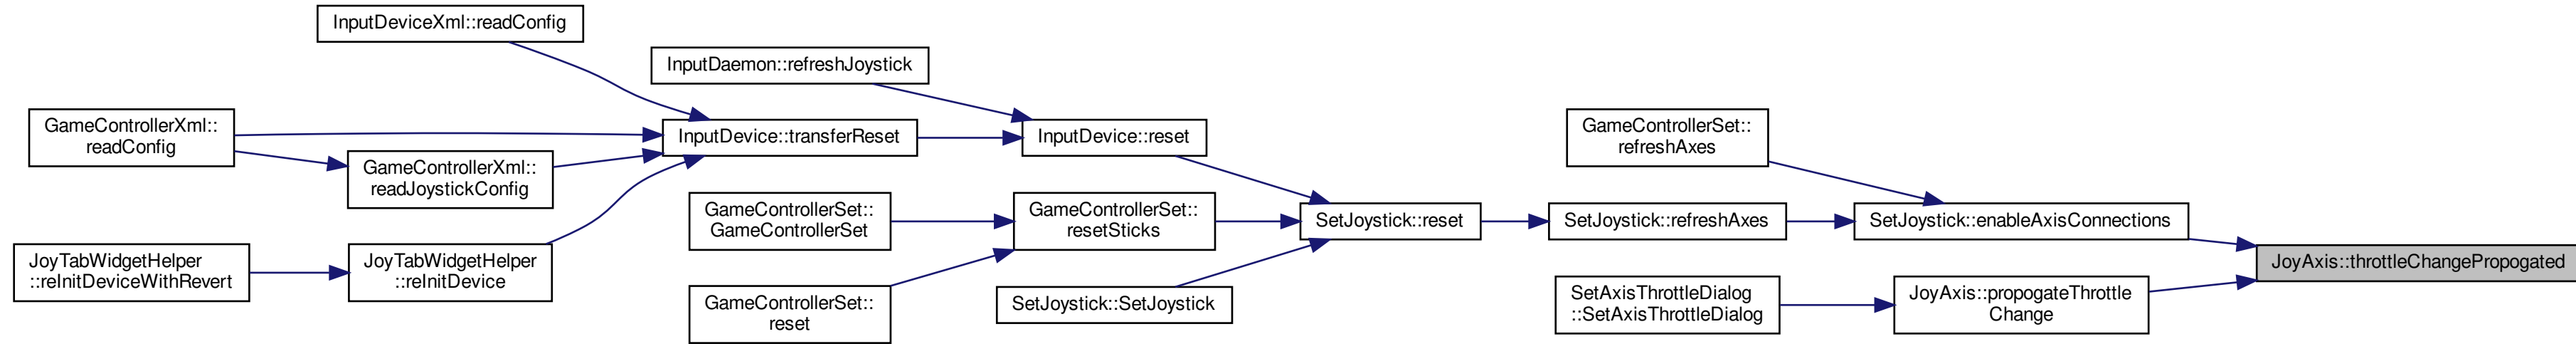 InputDeviceXml::readConfig
InputDaemon::refreshJoystick
GameControllerXml::
readConfig
InputDevice::transferReset
InputDevice::reset
GameControllerSet::
refreshAxes
GameControllerXml::
readJoystickConfig
GameControllerSet::
GameControllerSet
GameControllerSet::
resetSticks
SetJoystick::reset
SetJoystick::refreshAxes
SetJoystick::enableAxisConnections
JoyAxis::throttleChangePropogated
JoyTabWidgetHelper
::reInitDeviceWithRevert
JoyTabWidgetHelper
::reInitDevice
GameControllerSet::
reset
SetJoystick::SetJoystick
SetAxisThrottleDialog
::SetAxisThrottleDialog
JoyAxis::propogateThrottle
Change